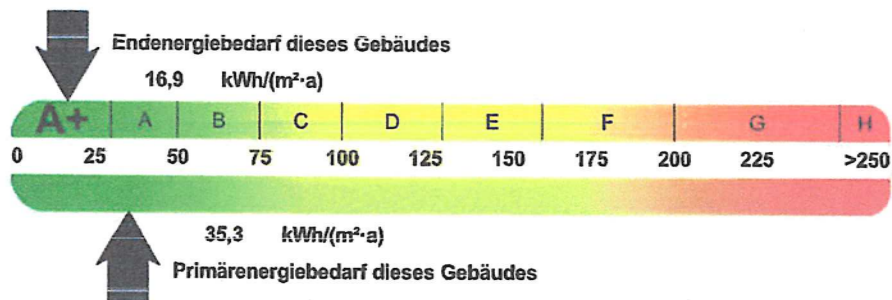 Endenergiebedarf dieses Gebäudes
16,9 kWh/(m²·a)
A+ A B C D E F G H
0 25 50 75 100 125 150 175 200 225 >250
35,3 kWh/(m²·a)
Primärenergiebedarf dieses Gebäudes